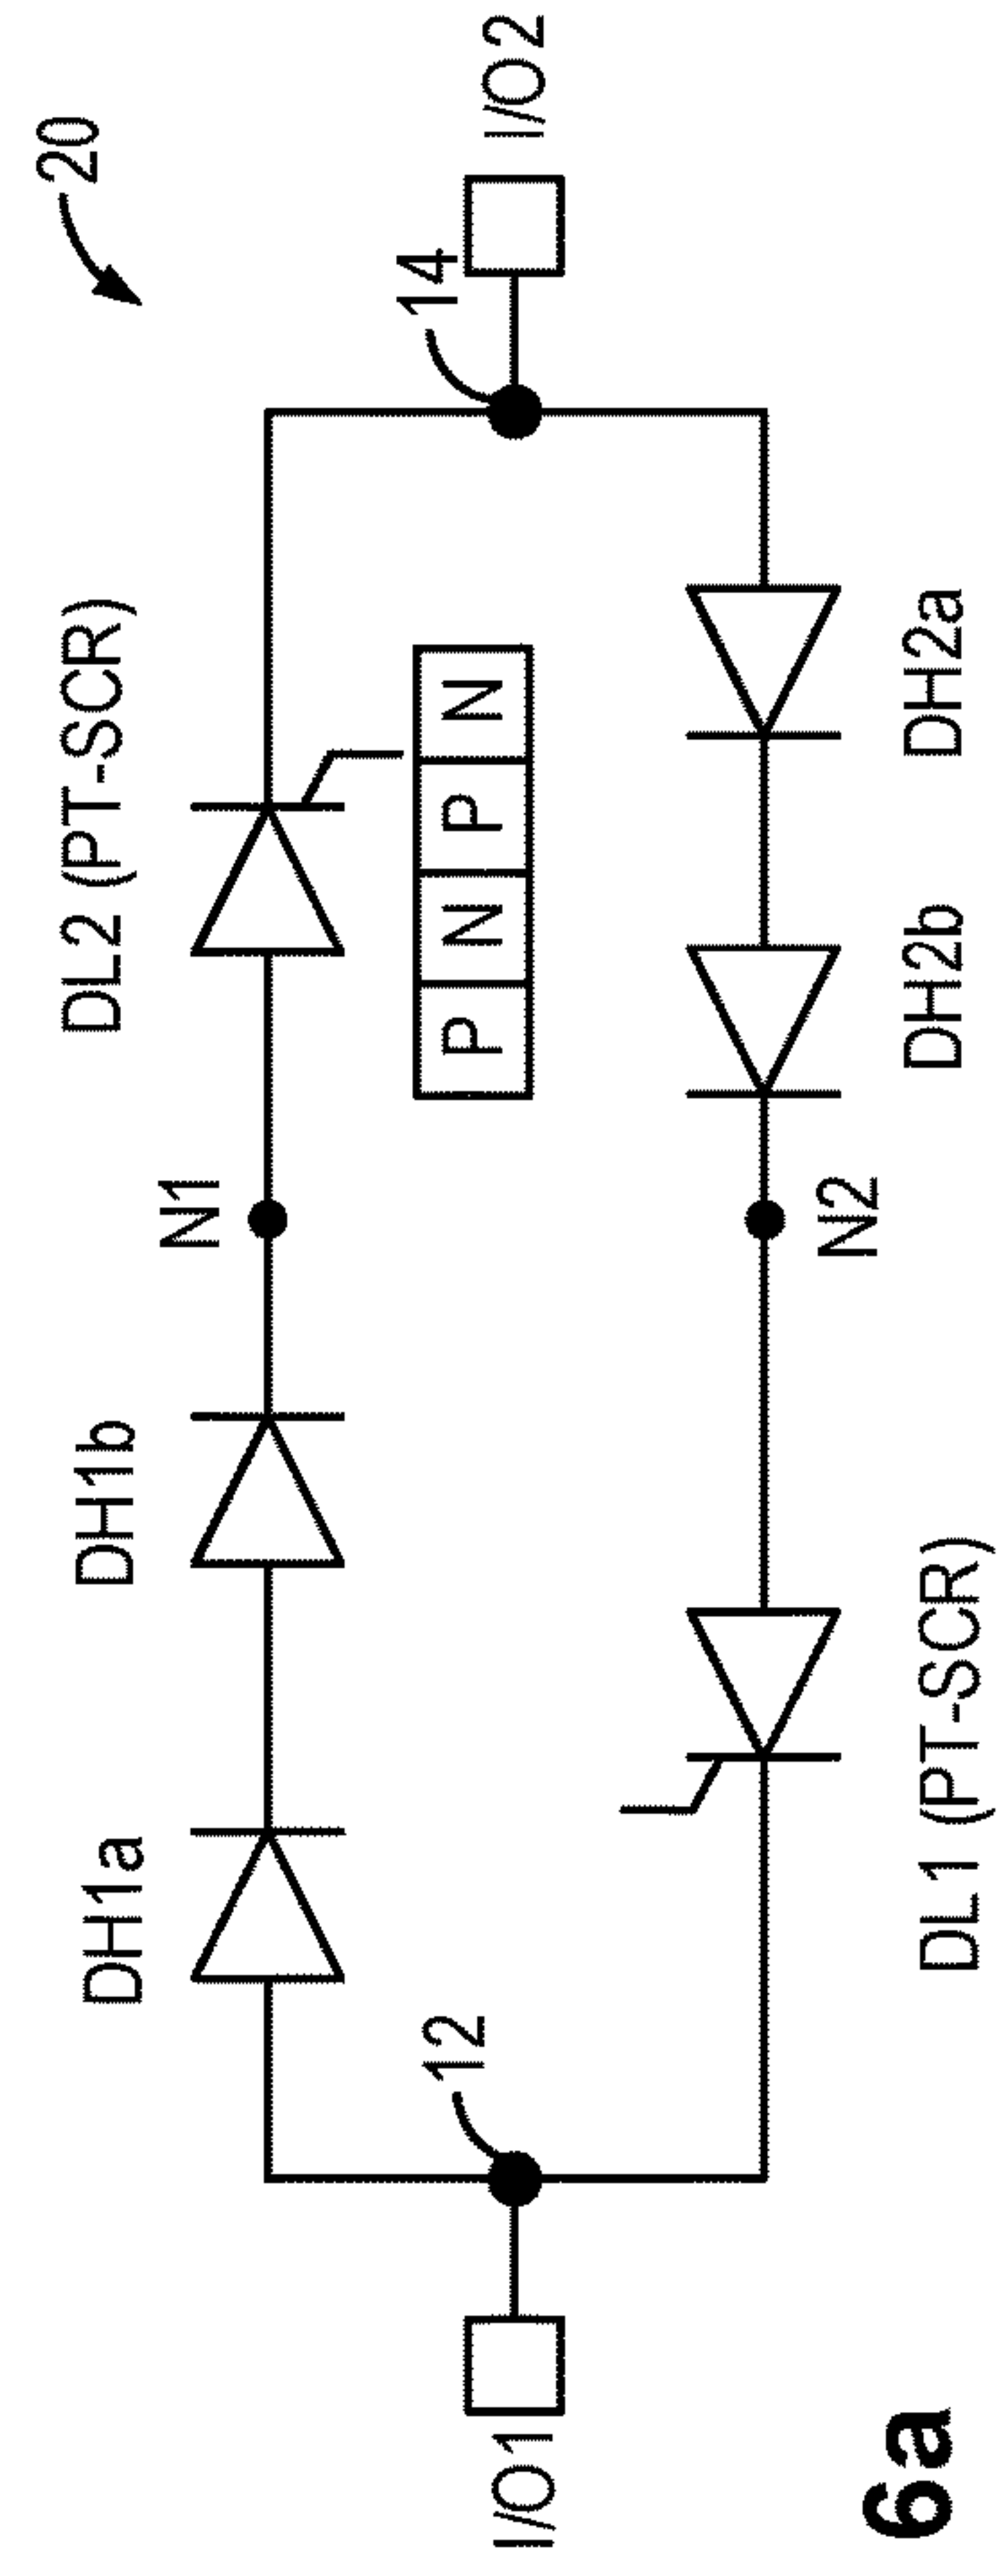 20
DL2 (PT-SCR)
DH1a
DH1b
N1
P N P N
12
14
I/O1
I/O2
N2
DL1 (PT-SCR)
DH2b
DH2a
6a